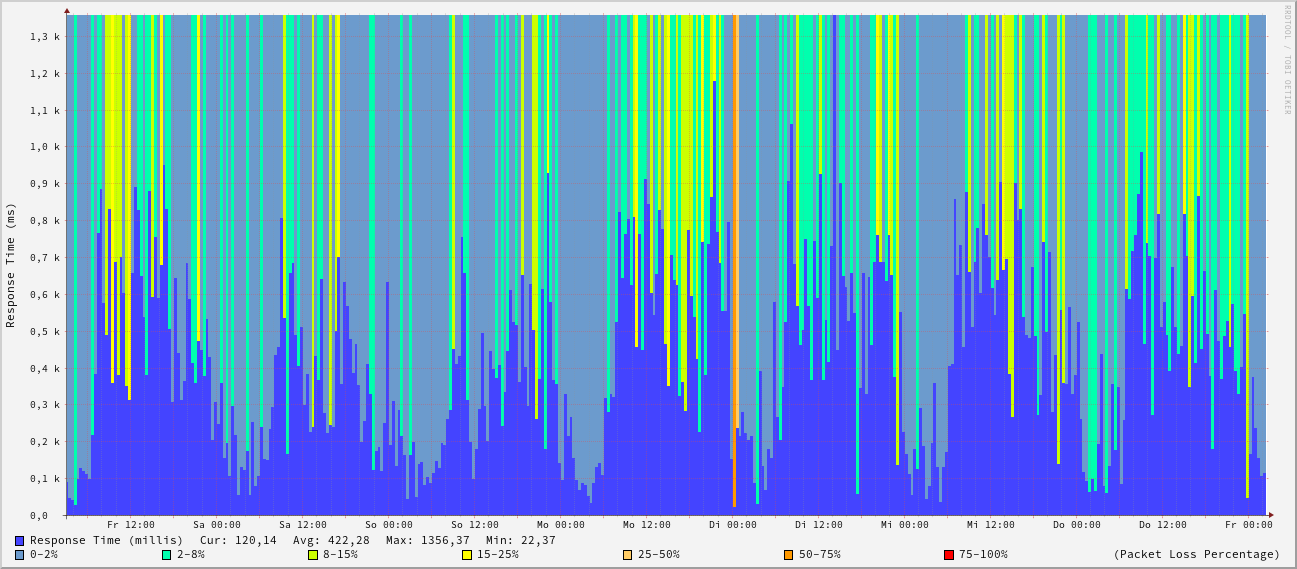 RRDTOOL / TOBI OETIKER
Response Time (ms)
1,3 k
1,2 k
1,1 k
1,0 k
0,9 k
0,8 k
0,7 k
0,6 k
0,5 k
0,4 k
0,3 k
0,2 k
0,1 k
0,0
Fr 12:00 Sa 00:00 Sa 12:00 So 00:00 So 12:00 Mo 00:00 Mo 12:00 Di 00:00 Di 12:00 Mi 00:00 Mi 12:00 Do 00:00 Do 12:00 Fr 00:00
Response Time (millis) Cur: 120,14 Avg: 422,28 Max: 1356,37 Min: 22,37
0-2% 2-8% 8-15% 15-25% 25-50% 50-75% 75-100% (Packet Loss Percentage)